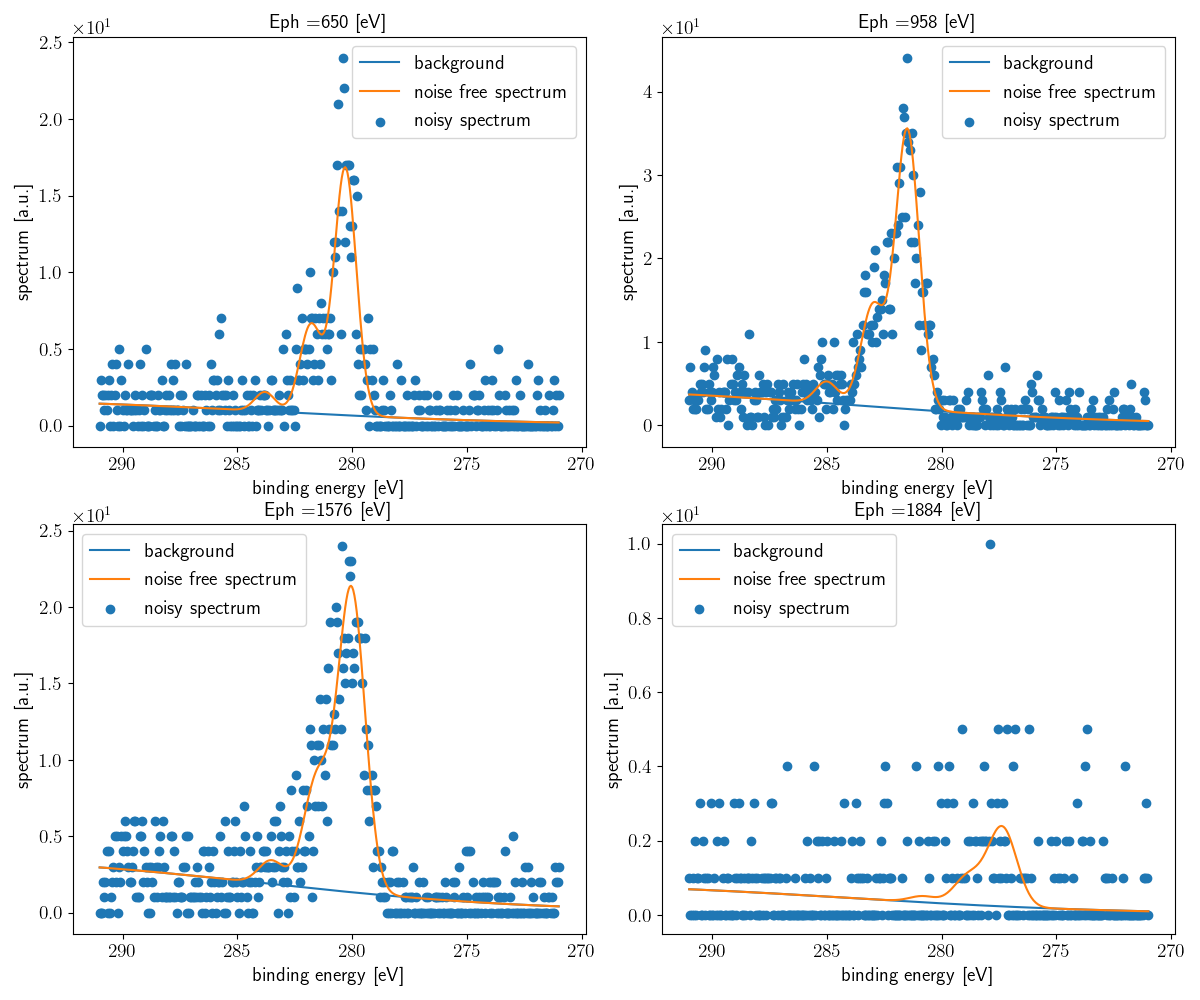 ×10¹
Eph =650 [eV]
background
noise free spectrum
noisy spectrum
2.5
2.0
1.5
1.0
0.5
0.0
spectrum [a.u.]
290 285 280 275 270
binding energy [eV]
×10¹
Eph =958 [eV]
background
noise free spectrum
noisy spectrum
4
3
2
1
0
spectrum [a.u.]
290 285 280 275 270
binding energy [eV]
×10¹
Eph =1576 [eV]
background
noise free spectrum
noisy spectrum
2.5
2.0
1.5
1.0
0.5
0.0
spectrum [a.u.]
290 285 280 275 270
binding energy [eV]
×10¹
Eph =1884 [eV]
background
noise free spectrum
noisy spectrum
1.0
0.8
0.6
0.4
0.2
0.0
spectrum [a.u.]
290 285 280 275 270
binding energy [eV]